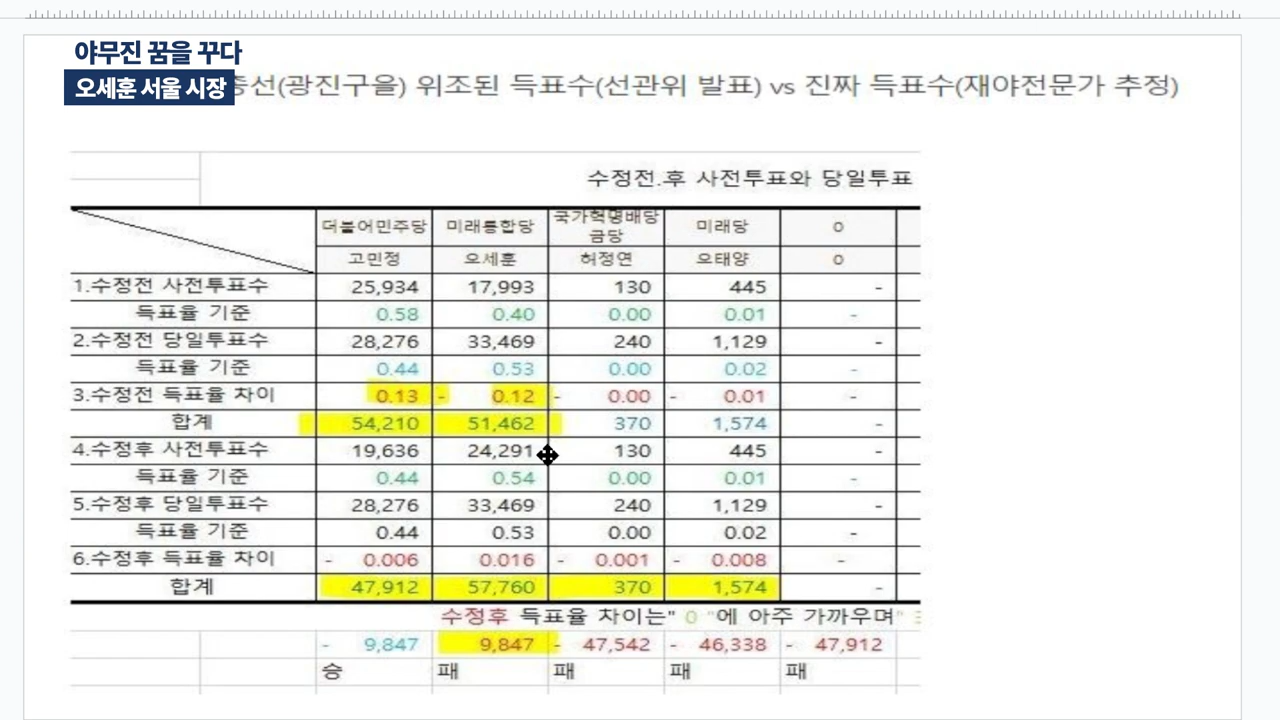 야무진 꿈을 꾸다
오세훈 서울 시장
총선(광진구을) 위조된 득표수(선관위 발표) vs 진짜 득표수(재야전문가 추정)
수정전.후 사전투표와 당일투표
더불어민주당 미래통합당 국가혁명배당금당 미래당 0
고민정 오세훈 허정연 오태양 0
1.수정전 사전투표수 25,934 17,993 130 445 -
득표율 기준 0.58 0.40 0.00 0.01 -
2.수정전 당일투표수 28,276 33,469 240 1,129 -
득표율 기준 0.44 0.53 0.00 0.02 -
3.수정전 득표율 차이 0.13 - 0.12 - 0.00 - 0.01 -
합계 54,210 51,462 370 1,574 -
4.수정후 사전투표수 19,636 24,291 130 445 -
득표율 기준 0.44 0.54 0.00 0.01 -
5.수정후 당일투표수 28,276 33,469 240 1,129 -
득표율 기준 0.44 0.53 0.00 0.02 -
6.수정후 득표율 차이 - 0.006 0.016 - 0.001 - 0.008 -
합계 47,912 57,760 370 1,574 -
수정후 득표율 차이는" 0 "에 아주 가까우며"
- 9,847 9,847 - 47,542 - 46,338 - 47,912
승 패 패 패 패